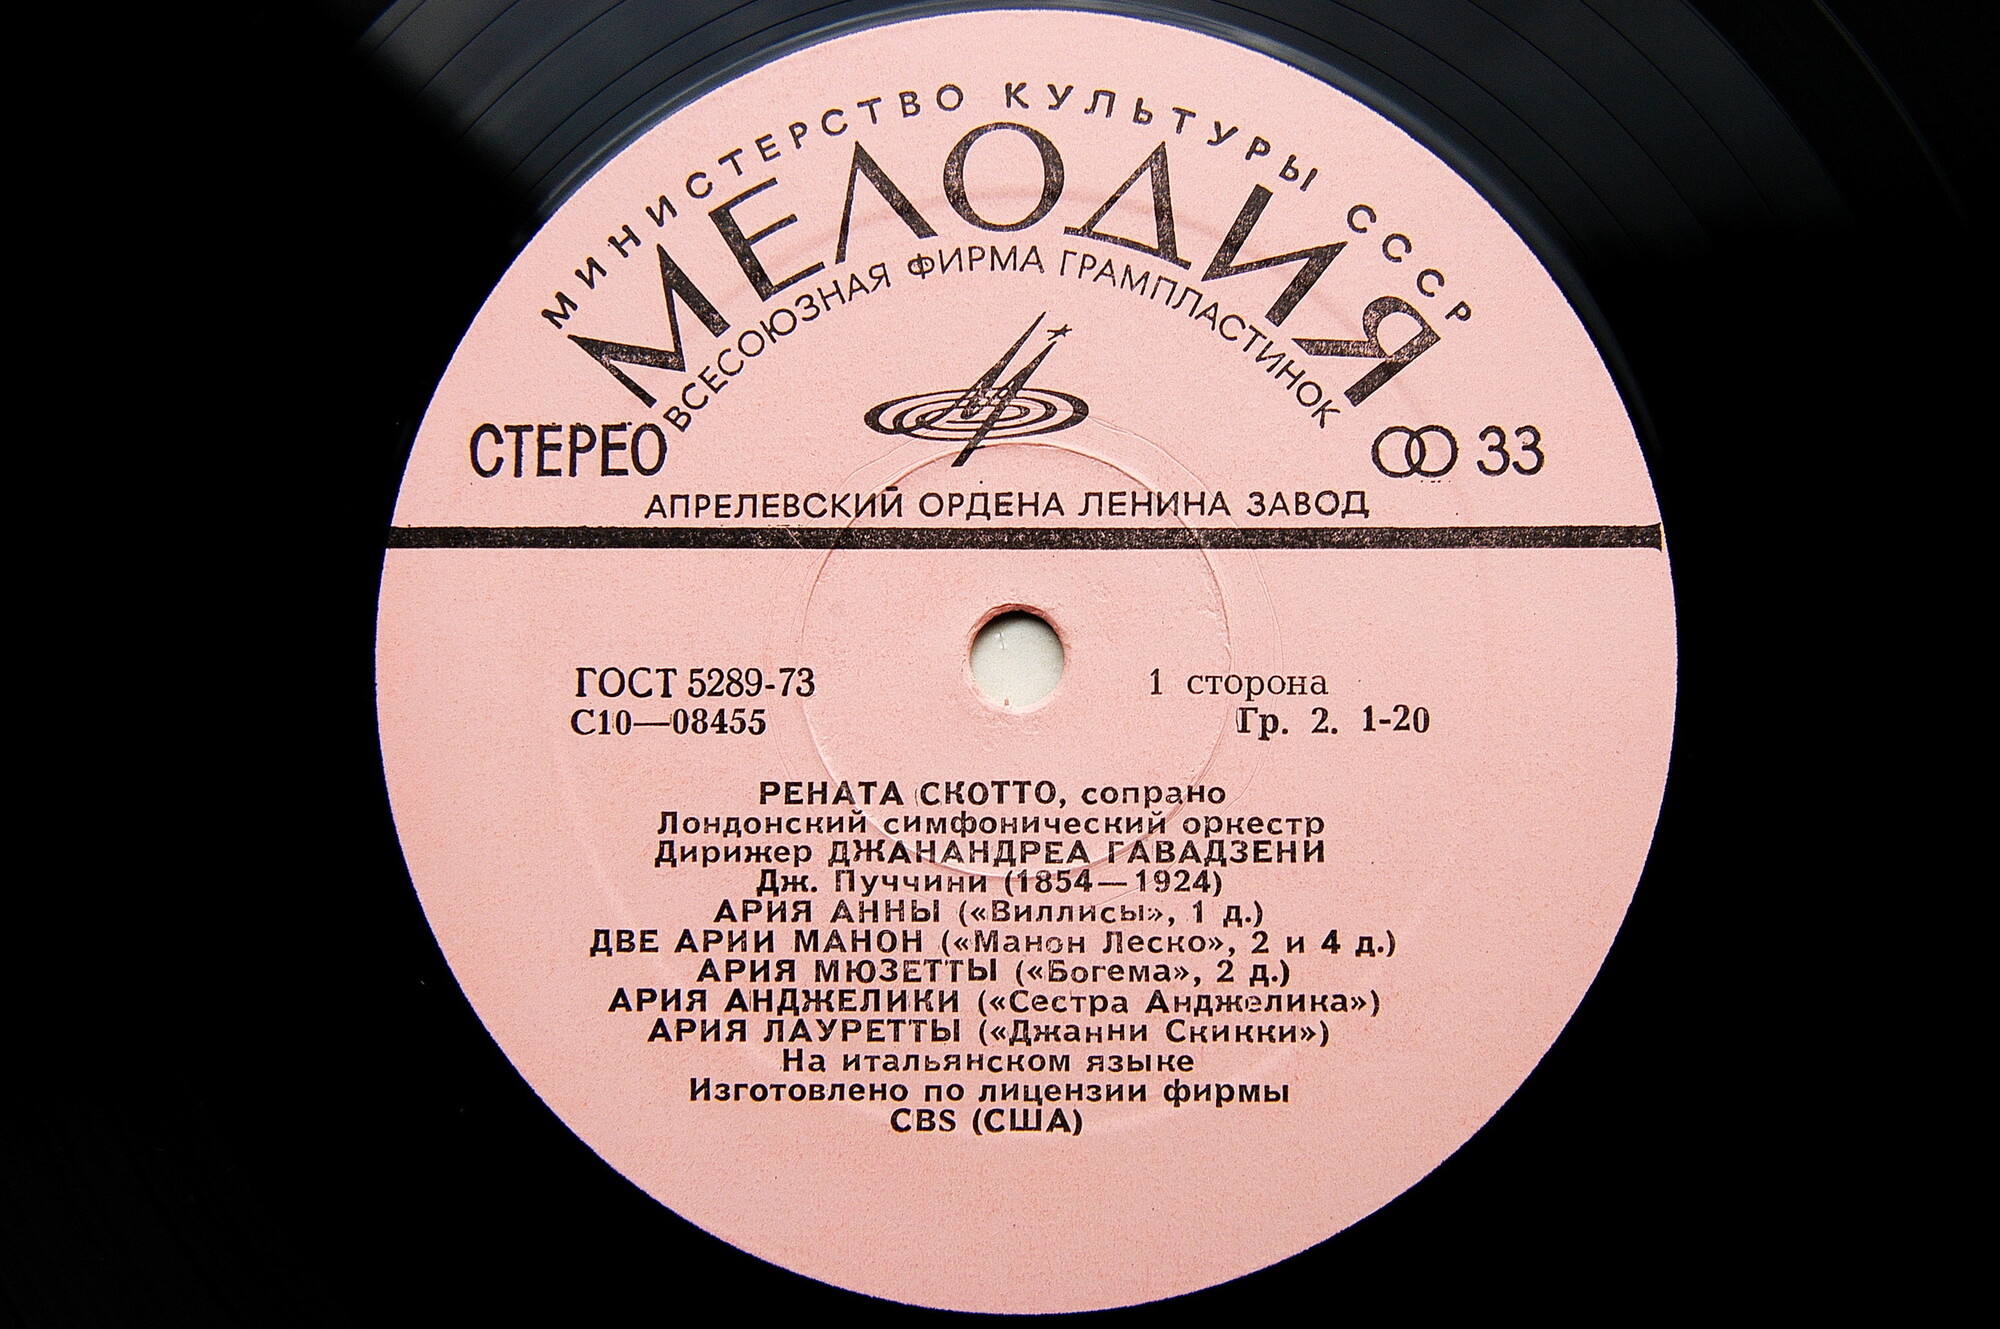 МИНИСТЕРСТВО КУЛЬТУРЫ СССР
МЕЛОДИЯ
ВСЕСОЮЗНАЯ ФИРМА ГРАМПЛАСТИНОК
СТЕРЕО
33
АПРЕЛЕВСКИЙ ОРДЕНА ЛЕНИНА ЗАВОД
ГОСТ 5289-73
1 сторона
С10—08455
Гр. 2. 1-20
РЕНАТА СКОТТО, сопрано
Лондонский симфонический оркестр
Дирижер ДЖАНАНДРЕА ГАВАДЗЕНИ
Дж. Пуччини (1854—1924)
АРИЯ АННЫ («Виллисы», 1 д.)
ДВЕ АРИИ МАНОН («Манон Леско», 2 и 4 д.)
АРИЯ МЮЗЕТТЫ («Богема», 2 д.)
АРИЯ АНДЖЕЛИКИ («Сестра Анджелика»)
АРИЯ ЛАУРЕТТЫ («Джанни Скикки»)
На итальянском языке
Изготовлено по лицензии фирмы
CBS (США)